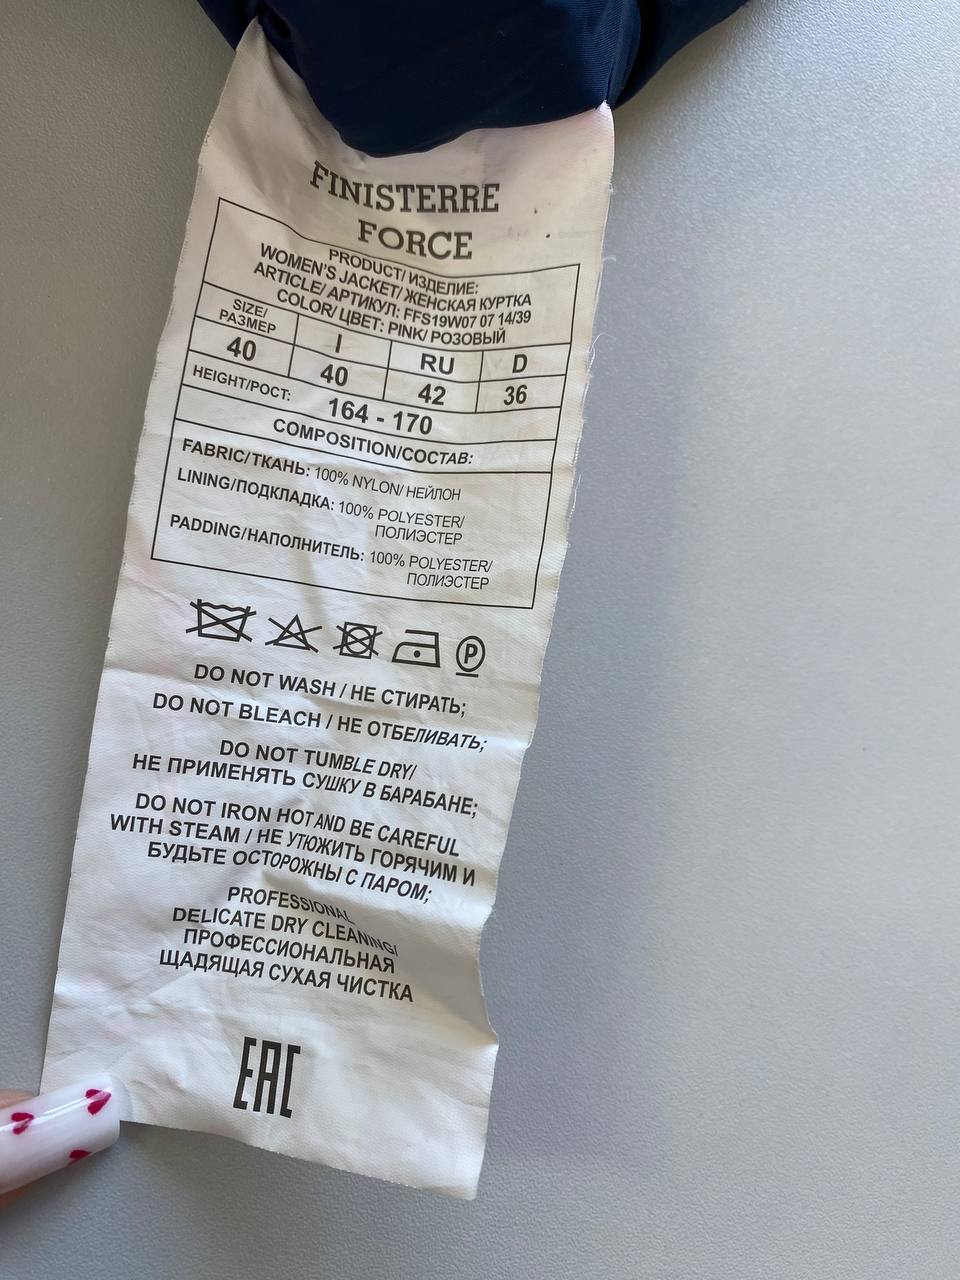 FINISTERRE
FORCE
PRODUCT/ ИЗДЕЛИЕ:
WOMEN'S JACKET/ ЖЕНСКАЯ КУРТКА
ARTICLE/ АРТИКУЛ: FFS19W07 07 14/39
COLOR/ ЦВЕТ: PINK/ РОЗОВЫЙ
SIZE/
РАЗМЕР
I
RU
D
40
40
42
36
HEIGHT/РОСТ:
164 - 170
COMPOSITION/СОСТАВ:
FABRIC/ТКАНЬ: 100% NYLON/ НЕЙЛОН
LINING/ПОДКЛАДКА: 100% POLYESTER/
ПОЛИЭСТЕР
PADDING/НАПОЛНИТЕЛЬ: 100% POLYESTER/
ПОЛИЭСТЕР
P
DO NOT WASH / НЕ СТИРАТЬ;
DO NOT BLEACH / НЕ ОТБЕЛИВАТЬ;
DO NOT TUMBLE DRY/
НЕ ПРИМЕНЯТЬ СУШКУ В БАРАБАНЕ;
DO NOT IRON HOT AND BE CAREFUL
WITH STEAM / НЕ УТЮЖИТЬ ГОРЯЧИМ И
БУДЬТЕ ОСТОРОЖНЫ С ПАРОМ;
PROFESSIONAL
DELICATE DRY CLEANING/
ПРОФЕССИОНАЛЬНАЯ
ЩАДЯЩАЯ СУХАЯ ЧИСТКА
EAC